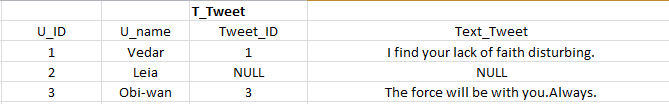 T_Tweet
U_ID U_name Tweet_ID Text_Tweet
1 Vedar 1 I find your lack of faith disturbing.
2 Leia NULL NULL
3 Obi-wan 3 The force will be with you.Always.